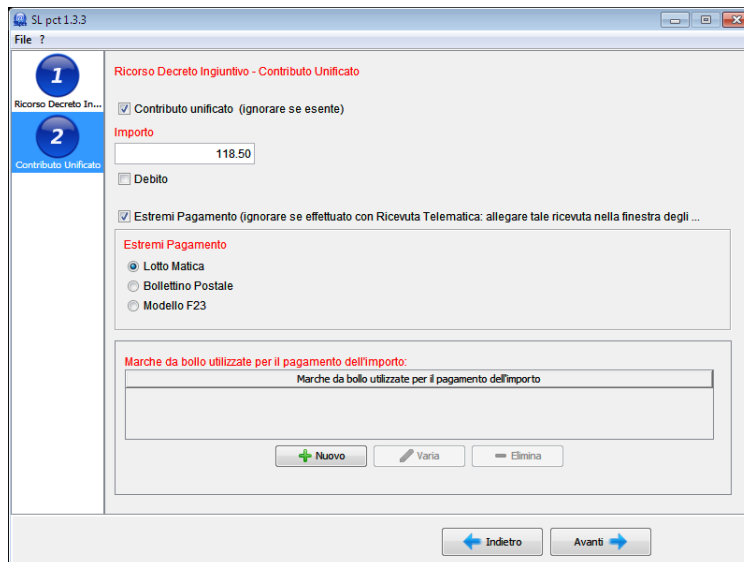 SL pct 1.3.3
File ?
1
Ricorso Decreto In...
2
Contributo Unificato
Ricorso Decreto Ingiuntivo - Contributo Unificato
Contributo unificato (ignorare se esente)
Importo
118.50
Debito
Estremi Pagamento (ignorare se effettuato con Ricevuta Telematica: allegare tale ricevuta nella finestra degli ...
Estremi Pagamento
Lotto Matica
Bollettino Postale
Modello F23
Marche da bollo utilizzate per il pagamento dell'importo:
Marche da bollo utilizzate per il pagamento dell'importo
Nuovo Varia Elimina
Indietro Avanti